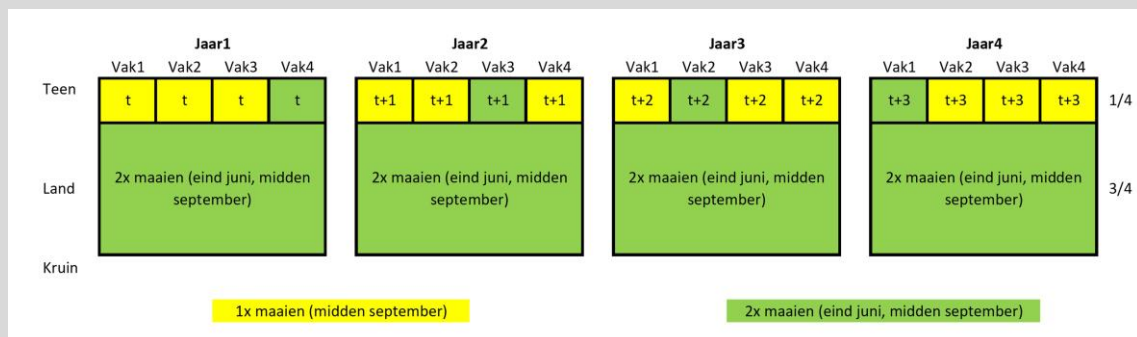 Jaar1 Jaar2 Jaar3 Jaar4
Vak1 Vak2 Vak3 Vak4 Vak1 Vak2 Vak3 Vak4 Vak1 Vak2 Vak3 Vak4 Vak1 Vak2 Vak3 Vak4
Teen t t t t t+1 t+1 t+1 t+1 t+2 t+2 t+2 t+2 t+3 t+3 t+3 t+3 1/4
2x maaien (eind juni, midden 2x maaien (eind juni, midden 2x maaien (eind juni, midden 2x maaien (eind juni, midden
Land september) september) september) september) 3/4
Kruin
1x maaien (midden september) 2x maaien (eind juni, midden september)